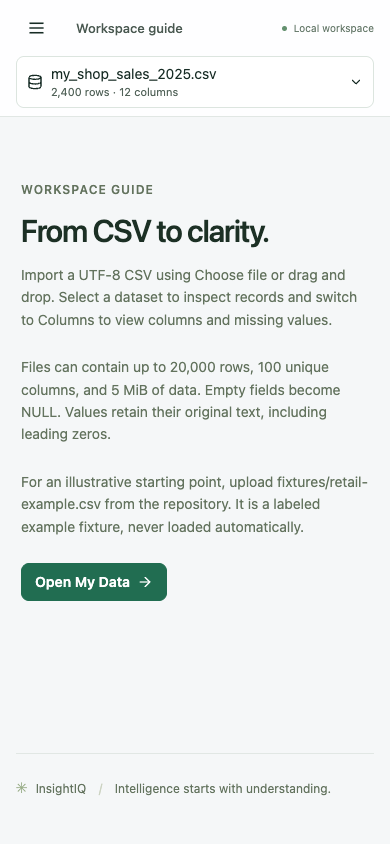 Workspace guide
Local workspace
my_shop_sales_2025.csv
2,400 rows · 12 columns
WORKSPACE GUIDE
From CSV to clarity.
Import a UTF-8 CSV using Choose file or drag and
drop. Select a dataset to inspect records and switch
to Columns to view columns and missing values.
Files can contain up to 20,000 rows, 100 unique
columns, and 5 MiB of data. Empty fields become
NULL. Values retain their original text, including
leading zeros.
For an illustrative starting point, upload fixtures/retail-
example.csv from the repository. It is a labeled
example fixture, never loaded automatically.
Open My Data →
InsightIQ / Intelligence starts with understanding.